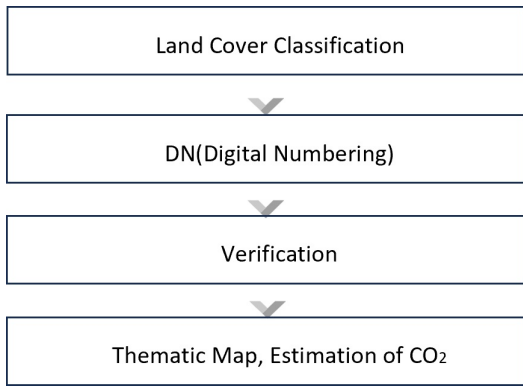 Land Cover Classification
DN(Digital Numbering)
Verification
Thematic Map, Estimation of CO2